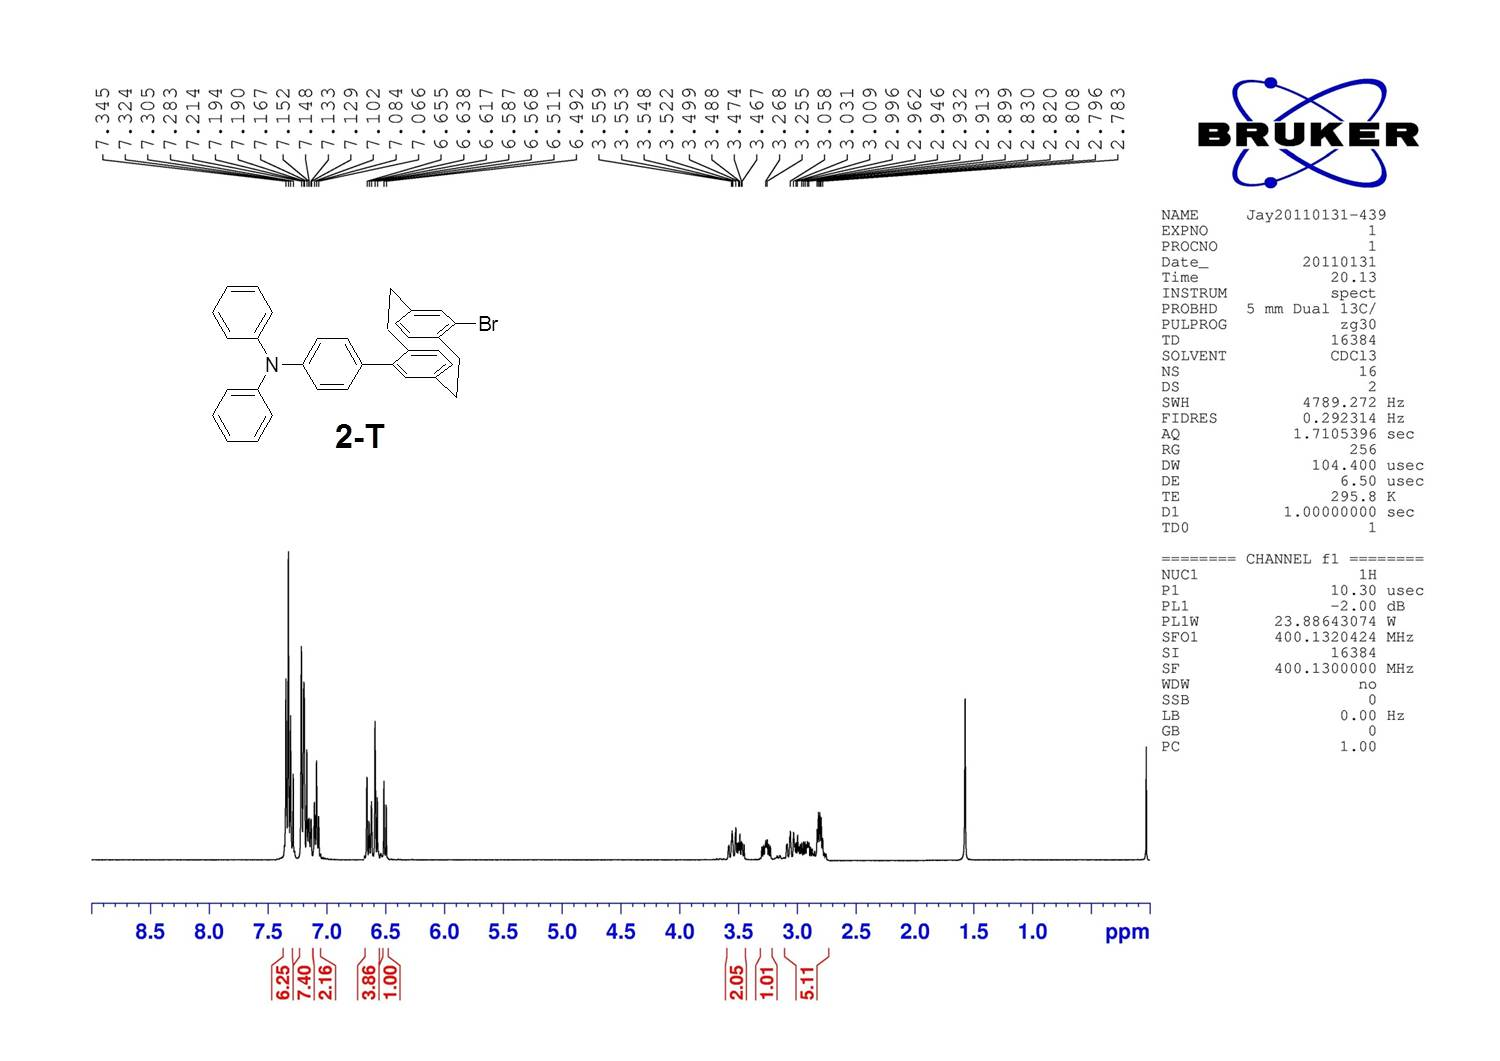 7.345
7.324
7.305
7.283
7.214
7.194
7.190
7.167
7.152
7.148
7.133
7.129
7.102
7.084
7.066
6.655
6.638
6.617
6.587
6.568
6.511
6.492
3.559
3.553
3.548
3.522
3.499
3.488
3.474
3.467
3.268
3.255
3.058
3.031
3.009
2.996
2.962
2.946
2.932
2.913
2.899
2.830
2.820
2.808
2.796
2.783
BRUKER
NAME Jay20110131-439
EXPNO 1
PROCNO 1
Date_ 20110131
Time 20.13
INSTRUM spect
PROBHD 5 mm Dual 13C/
PULPROG zg30
TD 16384
SOLVENT CDCl3
NS 16
DS 2
SWH 4789.272 Hz
FIDRES 0.292314 Hz
AQ 1.7105396 sec
RG 256
DW 104.400 usec
DE 6.50 usec
TE 295.8 K
D1 1.00000000 sec
TD0 1
======== CHANNEL f1 ========
NUC1 1H
P1 10.30 usec
PL1 -2.00 dB
PL1W 23.88643074 W
SFO1 400.1320424 MHz
SI 16384
SF 400.1300000 MHz
WDW no
SSB 0
LB 0.00 Hz
GB 0
PC 1.00
Br
N
2-T
8.5 8.0 7.5 7.0 6.5 6.0 5.5 5.0 4.5 4.0 3.5 3.0 2.5 2.0 1.5 1.0 ppm
6.25
7.40
2.16
3.86
1.00
2.05
1.01
5.11